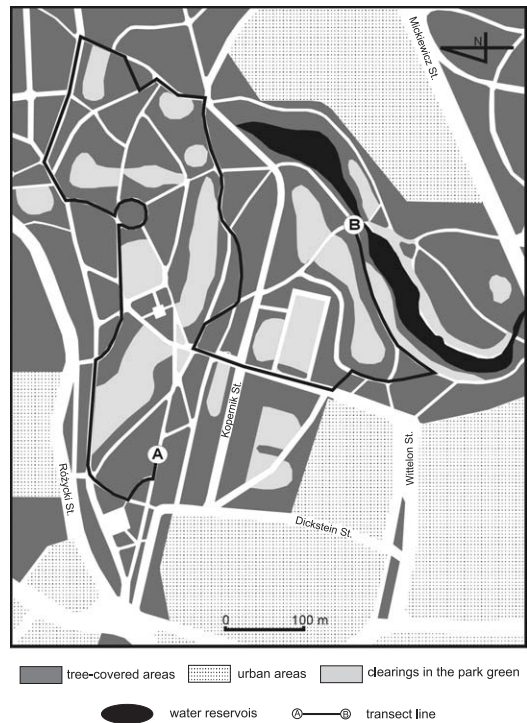 N
Mickiewicz St.
B
Kopernik St.
A
Różycki St.
Wittelon St.
Dickstein St.
0 100 m
tree-covered areas urban areas clearings in the park green
water reservois A B transect line